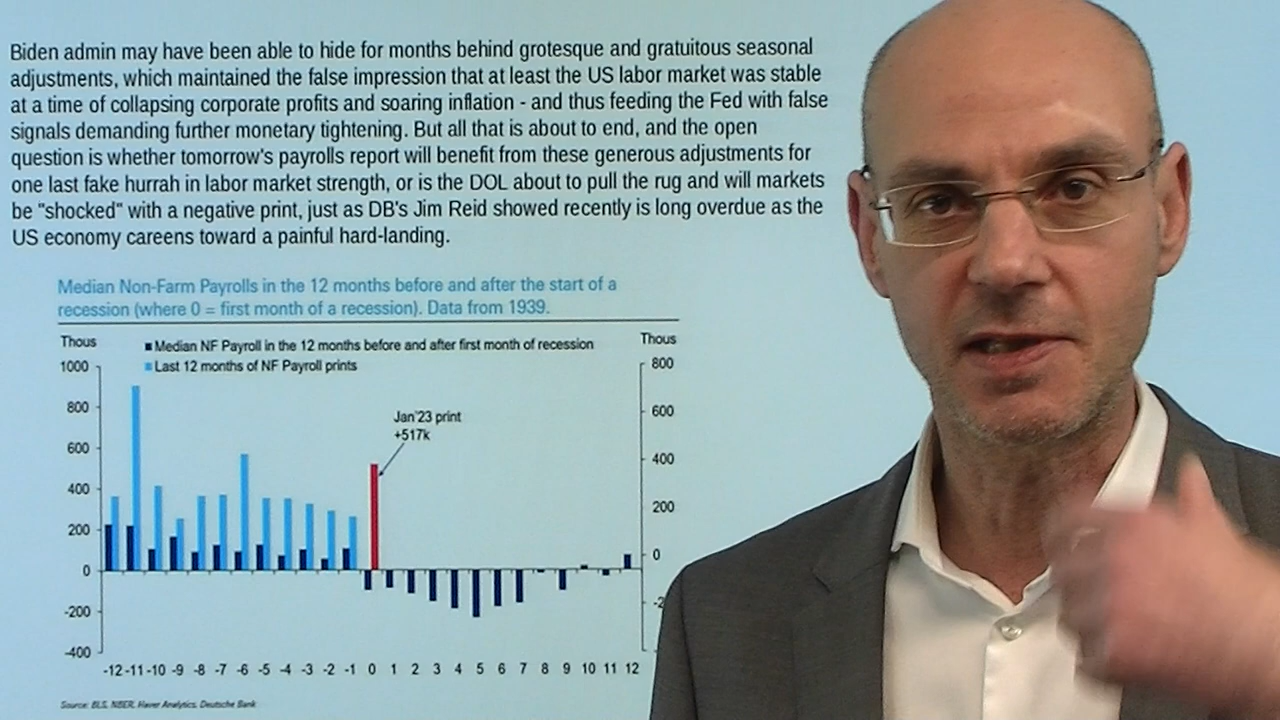 Biden admin may have been able to hide for months behind grotesque and gratuitous seasonal
adjustments, which maintained the false impression that at least the US labor market was stable
at a time of collapsing corporate profits and soaring inflation - and thus feeding the Fed with false
signals demanding further monetary tightening. But all that is about to end, and the open
question is whether tomorrow's payrolls report will benefit from these generous adjustments for
one last fake hurrah in labor market strength, or is the DOL about to pull the rug and will markets
be "shocked" with a negative print, just as DB's Jim Reid showed recently is long overdue as the
US economy careens toward a painful hard-landing.
Median Non-Farm Payrolls in the 12 months before and after the start of a
recession (where 0 = first month of a recession). Data from 1939.
Thous
Thous
Median NF Payroll in the 12 months before and after first month of recession
Last 12 months of NF Payroll prints
1000
800
600
400
200
0
-200
-400
800
600
400
200
0
Jan'23 print
+517k
-12 -11 -10 -9 -8 -7 -6 -5 -4 -3 -2 -1 0 1 2 3 4 5 6 7 8 9 10 11 12
Source: BLS, NBER, Haver Analytics, Deutsche Bank